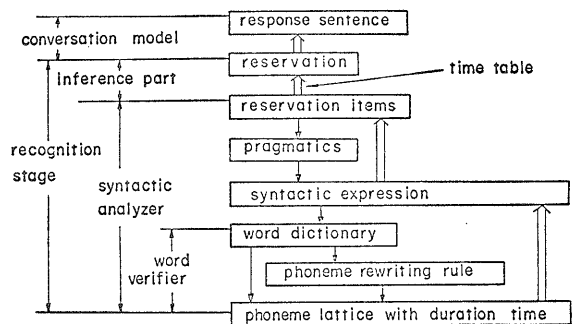 response sentence
conversation model
reservation
Inference part
time table
reservation items
recognition
stage
pragmatics
syntactic
analyzer
syntactic expression
word dictionary
word
verifier
phoneme rewriting rule
phoneme lattice with duration time